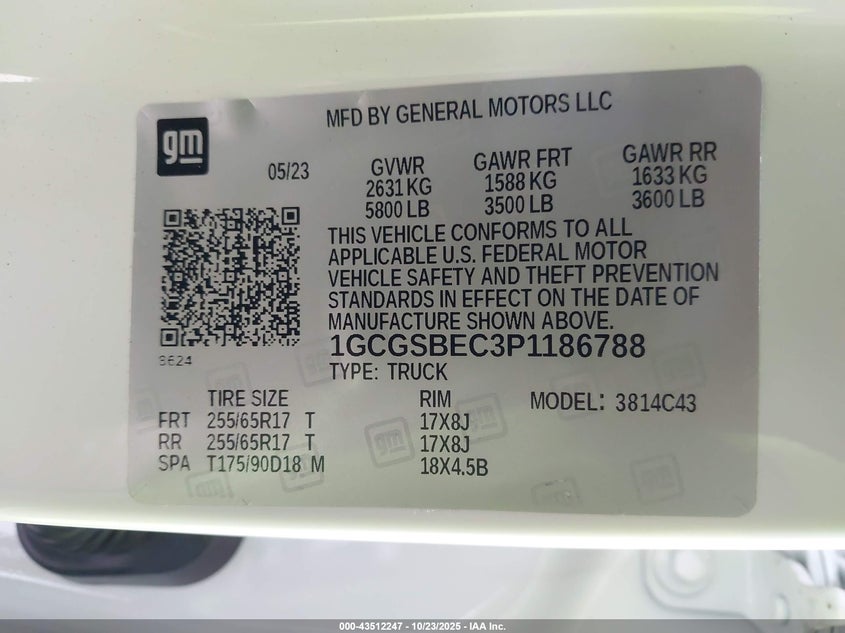 MFD BY GENERAL MOTORS LLC
gm
05/23
GVWR GAWR FRT GAWR RR
2631 KG 1588 KG 1633 KG
5800 LB 3500 LB 3600 LB
THIS VEHICLE CONFORMS TO ALL
APPLICABLE U.S. FEDERAL MOTOR
VEHICLE SAFETY AND THEFT PREVENTION
STANDARDS IN EFFECT ON THE DATE OF
MANUFACTURE SHOWN ABOVE.
1GCGSBEC3P1186788
9624
TYPE: TRUCK
TIRE SIZE RIM MODEL: 3814C43
FRT 255/65R17 T 17X8J
RR 255/65R17 T 17X8J
SPA T175/90D18 M 18X4.5B
000-43512247 - 10/23/2025 - IAA Inc.